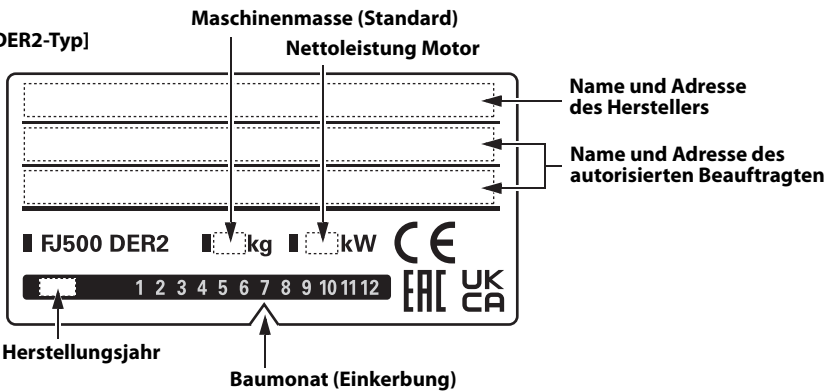 Maschinenmasse (Standard)
DER2-Typ]
Nettoleistung Motor
Name und Adresse
des Herstellers
Name und Adresse des
autorisierten Beauftragten
FJ500 DER2 kg kW CE
1 2 3 4 5 6 7 8 9 10 11 12 EAC UK
CA
Herstellungsjahr
Baumonat (Einkerbung)